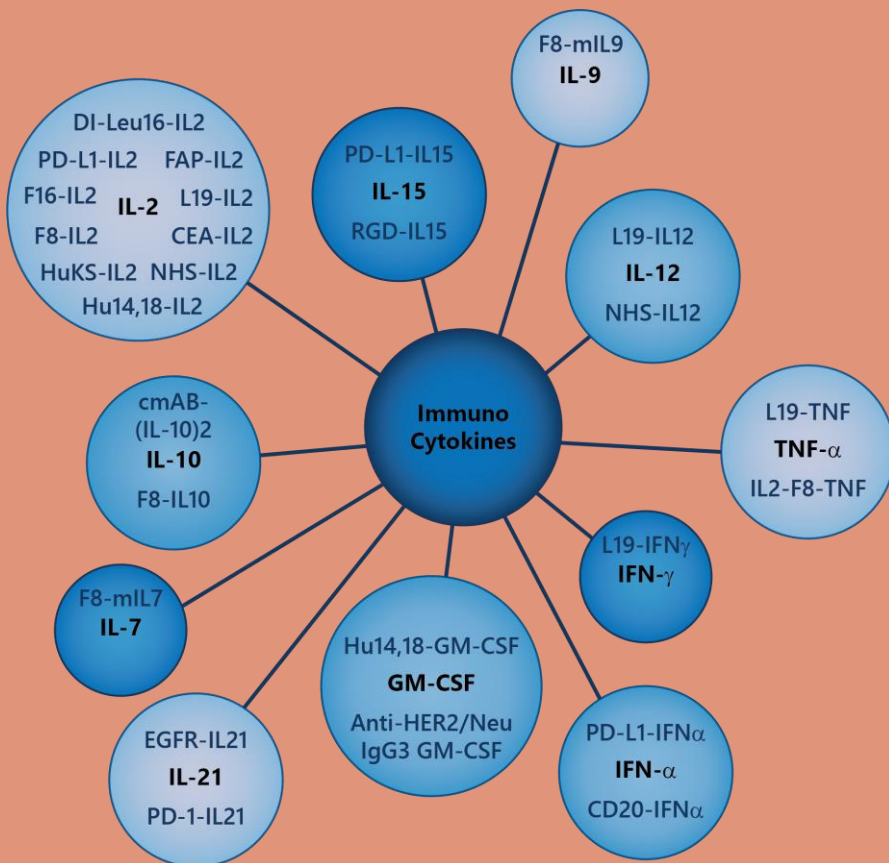 F8-mIL9
IL-9
DI-Leu16-IL2
PD-L1-IL2 FAP-IL2
F16-IL2 IL-2 L19-IL2
F8-IL2 CEA-IL2
HuKS-IL2 NHS-IL2
Hu14,18-IL2
PD-L1-IL15
IL-15
RGD-IL15
L19-IL12
IL-12
NHS-IL12
Immuno
Cytokines
cmAB-
(IL-10)2
IL-10
F8-IL10
L19-TNF
TNF-α
IL2-F8-TNF
L19-IFNγ
IFN-γ
F8-mIL7
IL-7
Hu14,18-GM-CSF
GM-CSF
Anti-HER2/Neu
IgG3 GM-CSF
EGFR-IL21
IL-21
PD-1-IL21
PD-L1-IFNα
IFN-α
CD20-IFNα